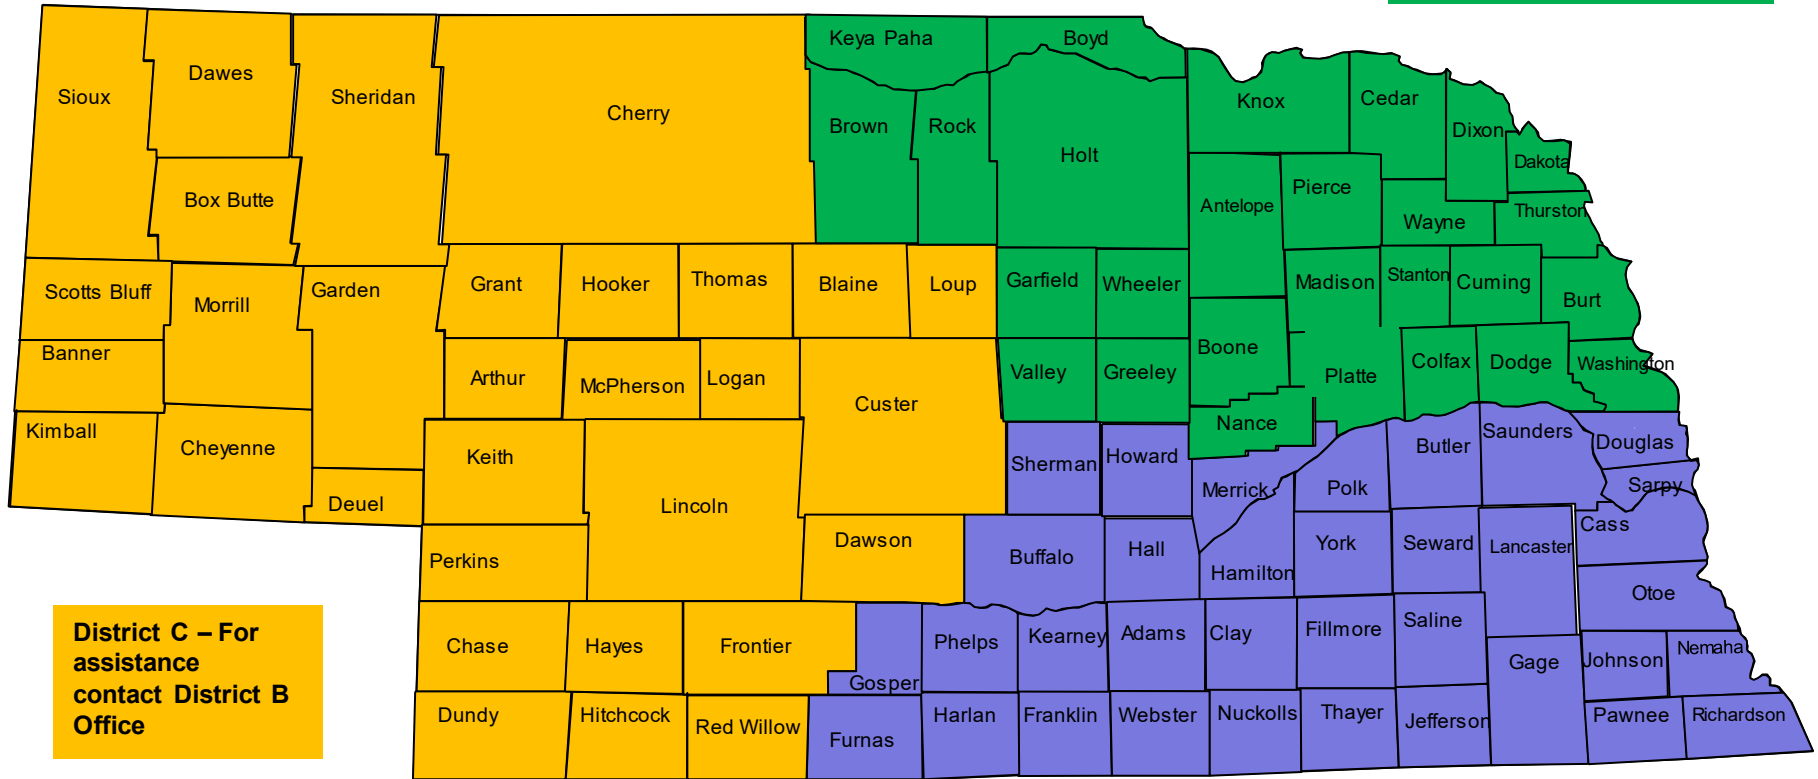 Keya Paha
Boyd
Dawes
Sioux
Sheridan
Cherry
Brown
Rock
Holt
Knox
Cedar
Dixon
Dakota
Box Butte
Antelope
Pierce
Wayne
Thurston
Scotts Bluff
Morrill
Garden
Grant
Hooker
Thomas
Blaine
Loup
Garfield
Wheeler
Madison
Stanton
Cuming
Burt
Banner
Arthur
McPherson
Logan
Custer
Valley
Greeley
Boone
Platte
Colfax
Dodge
Washington
Kimball
Cheyenne
Keith
Nance
Deuel
Lincoln
Sherman
Howard
Merrick
Polk
Butler
Saunders
Douglas
Sarpy
Perkins
Dawson
Buffalo
Hall
Hamilton
York
Seward
Lancaster
Cass
Otoe
District C – For
assistance
contact District B
Office
Chase
Hayes
Frontier
Gosper
Phelps
Kearney
Adams
Clay
Fillmore
Saline
Gage
Johnson
Nemaha
Dundy
Hitchcock
Red Willow
Furnas
Harlan
Franklin
Webster
Nuckolls
Thayer
Jefferson
Pawnee
Richardson